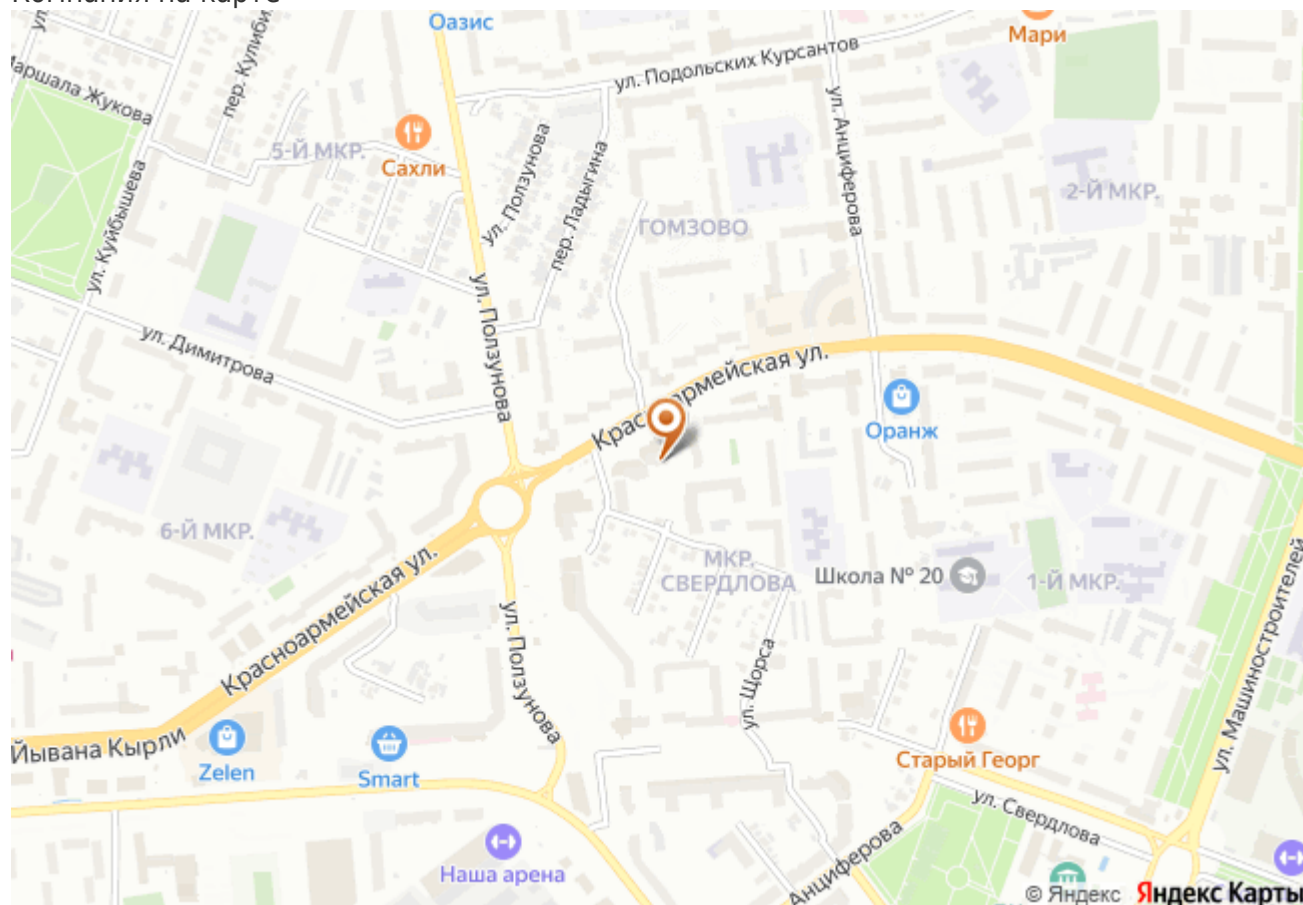 Компания на карте
Оазис
Мари
ул. Подольских Курсантов
пер. Кулиби
Маршала Жукова
5-Й МКР.
Сахли
ул. Ползунова
пер. Ладыгина
ул. Анциферова
2-Й МКР.
ул. Куйбышева
ГОМЗОВО
ул. Ползунова
ул. Димитрова
Красноармейская ул.
Оранж
6-Й МКР.
Красноармейская ул.
МКР.
СВЕРДЛОВА
Школа № 20
1-Й МКР.
ул. Машиностроителей
ул. Ползунова
ул. Щорса
Йывана Кырли
Zelen
Smart
Старый Георг
ул. Свердлова
Наша арена
Анциферова
© Яндекс Яндекс Карты